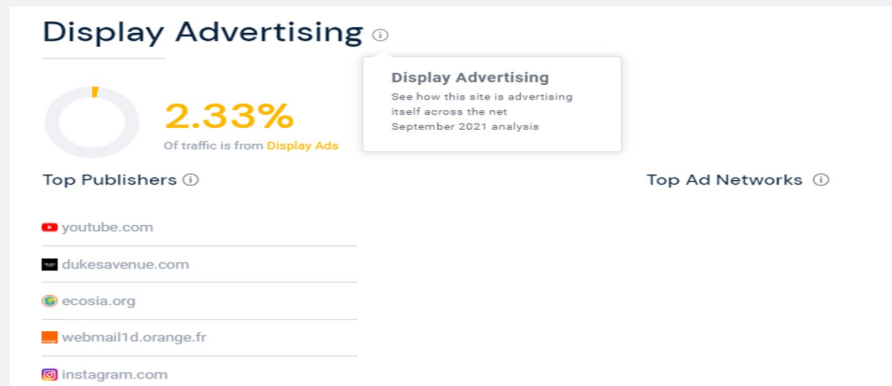 Display Advertising
Display Advertising
See how this site is advertising
itself across the net
September 2021 analysis
2.33%
Of traffic is from Display Ads
Top Publishers
Top Ad Networks
youtube.com
dukesavenue.com
ecosia.org
webmail1d.orange.fr
instagram.com